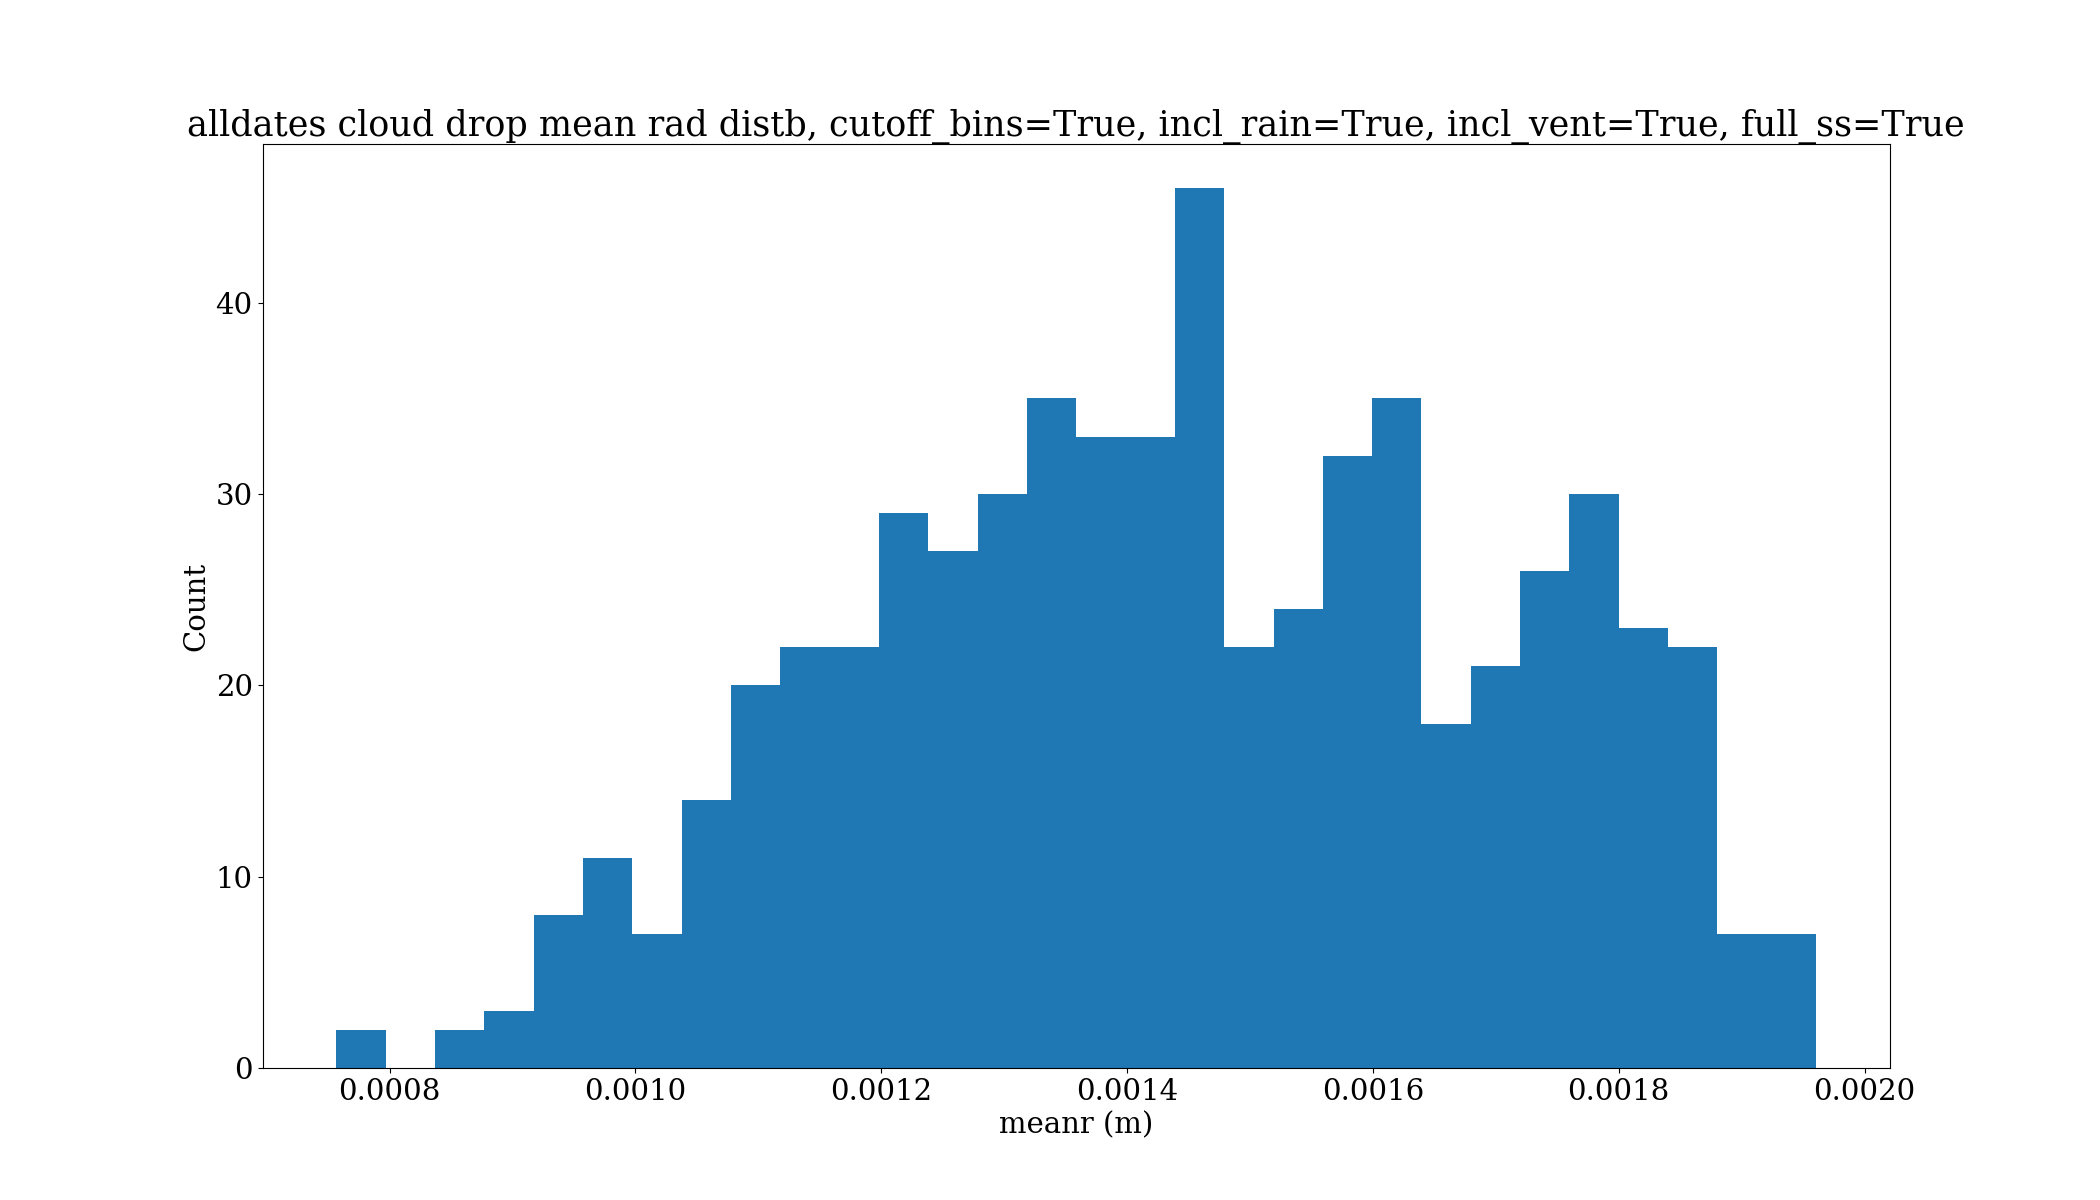 alldates cloud drop mean rad distb, cutoff_bins=True, incl_rain=True, incl_vent=True, full_ss=True
40
30
20
10
0
Count
0.0008 0.0010 0.0012 0.0014 0.0016 0.0018 0.0020
meanr (m)